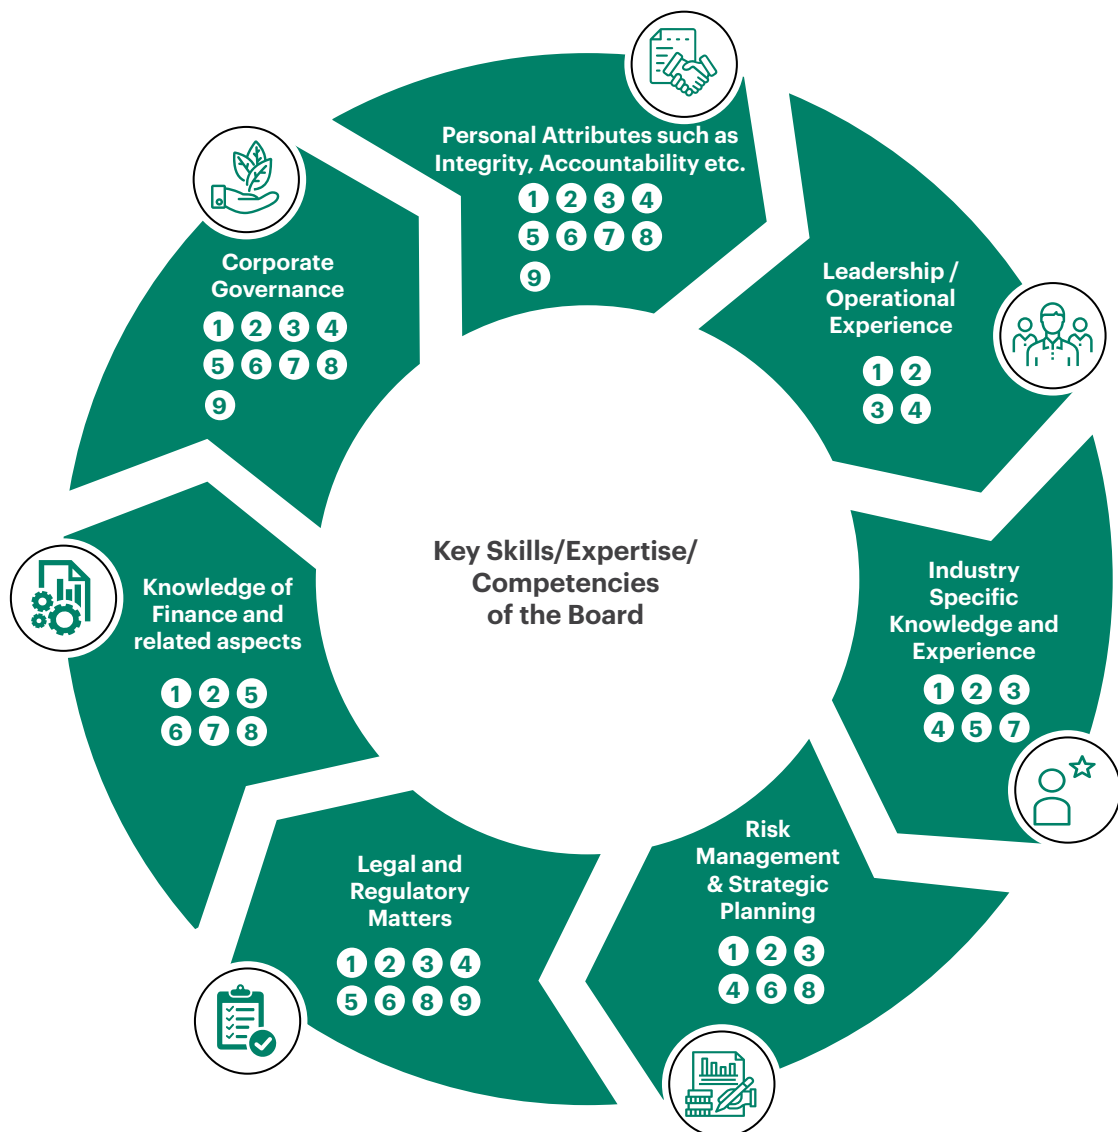 Key Skills/Expertise/
Competencies
of the Board
Personal Attributes such as
Integrity, Accountability etc.
1 2 3 4
5 6 7 8
9
Leadership /
Operational
Experience
1 2
3 4
Industry
Specific
Knowledge and
Experience
1 2 3
4 5 7
Risk
Management
& Strategic
Planning
1 2 3
4 6 8
Legal and
Regulatory
Matters
1 2 3 4
5 6 8 9
Knowledge of
Finance and
related aspects
1 2 5
6 7 8
Corporate
Governance
1 2 3 4
5 6 7 8
9